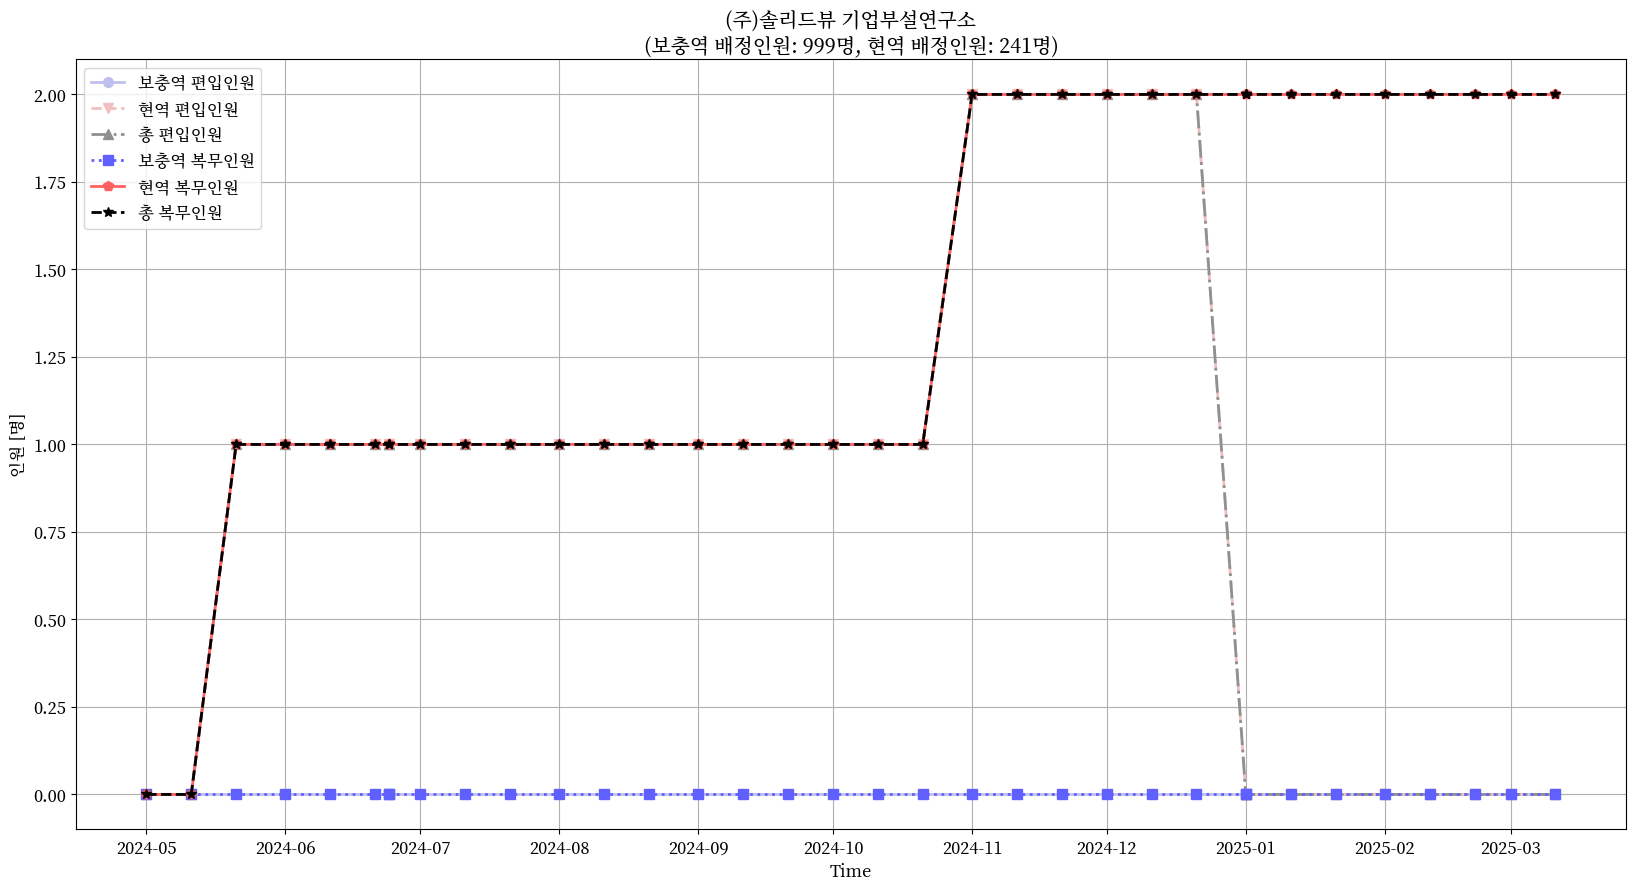 (주)솔리드뷰 기업부설연구소
(보충역 배정인원: 999명, 현역 배정인원: 241명)
보충역 편입인원
현역 편입인원
총 편입인원
보충역 복무인원
현역 복무인원
총 복무인원
인원 [명]
2.00
1.75
1.50
1.25
1.00
0.75
0.50
0.25
0.00
2024-05 2024-06 2024-07 2024-08 2024-09 2024-10 2024-11 2024-12 2025-01 2025-02 2025-03
Time